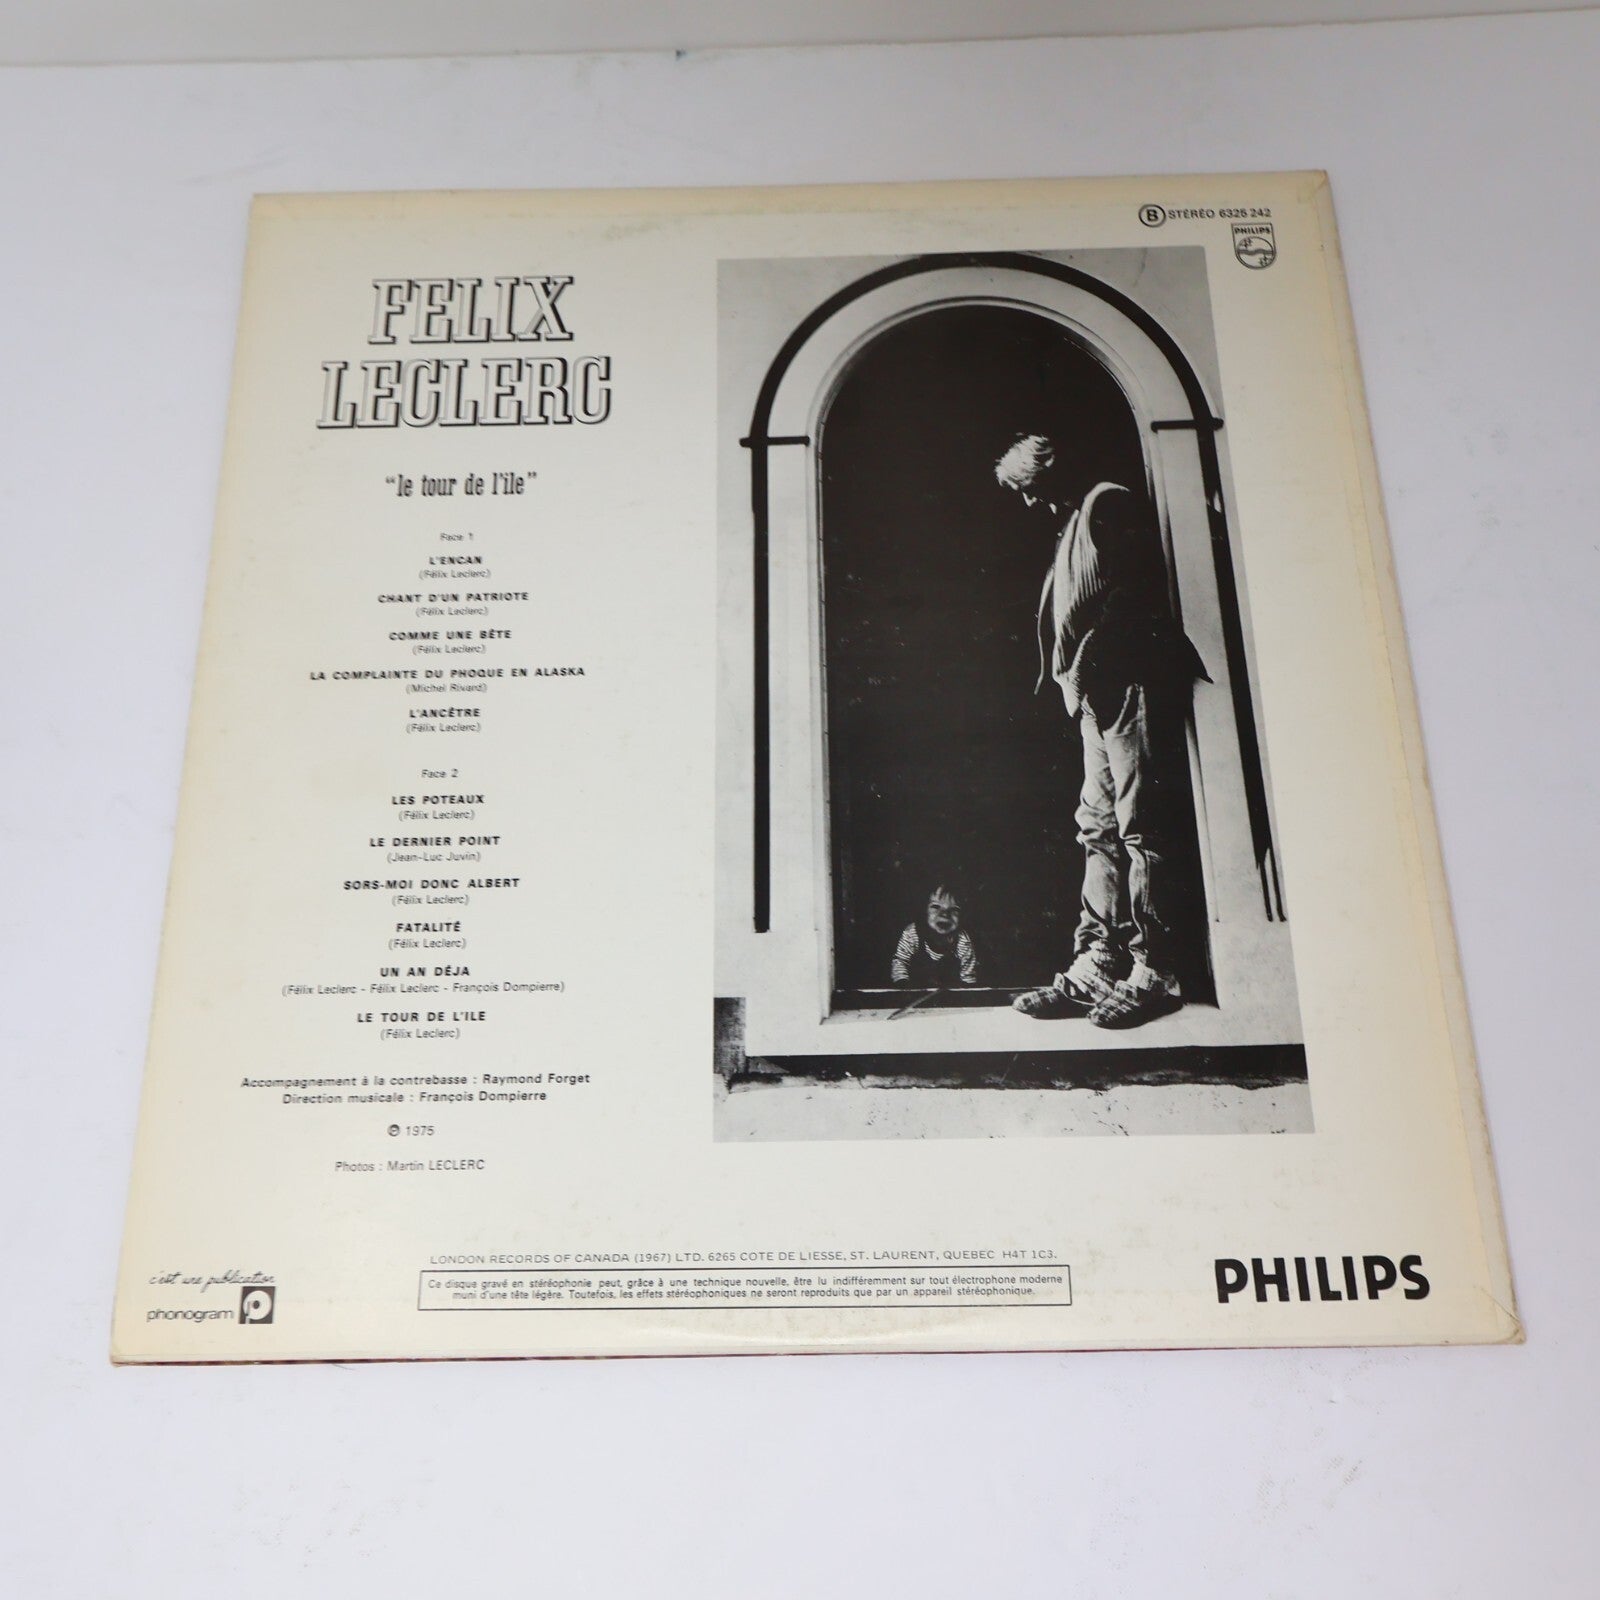 B STÉRÉO 6325 242
PHILIPS
FELIX
LECLERC
"le tour de l'ile"
Face 1
L'ENCAN
(Félix Leclerc)
CHANT D'UN PATRIOTE
(Félix Leclerc)
COMME UNE BÊTE
(Félix Leclerc)
LA COMPLAINTE DU PHOQUE EN ALASKA
(Michel Rivard)
L'ANCÊTRE
(Félix Leclerc)
Face 2
LES POTEAUX
(Félix Leclerc)
LE DERNIER POINT
(Jean-Luc Juvin)
SORS-MOI DONC ALBERT
(Félix Leclerc)
FATALITÉ
(Félix Leclerc)
UN AN DÉJA
(Félix Leclerc - Félix Leclerc - François Dompierre)
LE TOUR DE L'ILE
(Félix Leclerc)
Accompagnement à la contrebasse : Raymond Forget
Direction musicale : François Dompierre
℗ 1975
Photos : Martin LECLERC
LONDON RECORDS OF CANADA (1967) LTD. 6265 COTE DE LIESSE, ST. LAURENT, QUEBEC H4T 1C3.
Ce disque gravé en stéréophonie peut, grâce à une technique nouvelle, être lu indifféremment sur tout électrophone moderne
muni d'une tête légère. Toutefois, les effets stéréophoniques ne seront reproduits que par un appareil stéréophonique.
c'est une publication
phonogram p
PHILIPS